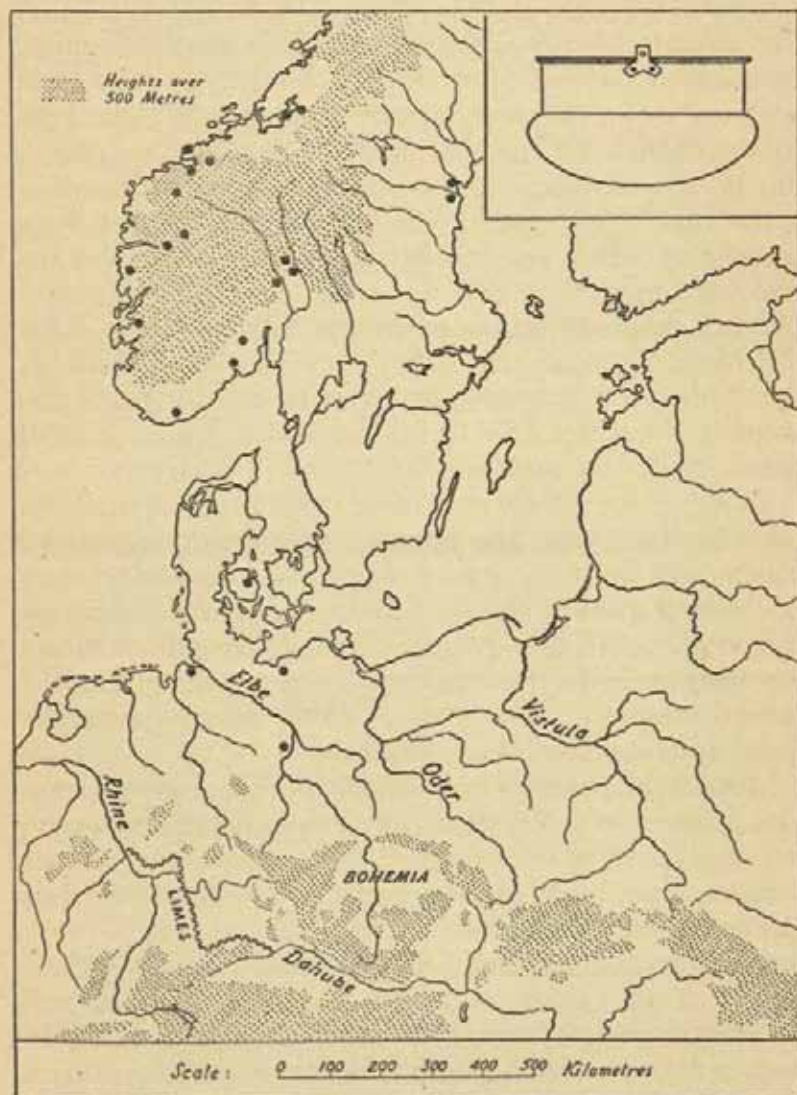 Heights over
500 Metres
Elbe
Vistula
Oder
Rhine
BOHEMIA
LIMES
Danube
Scale: 0 100 200 300 400 500 Kilometres